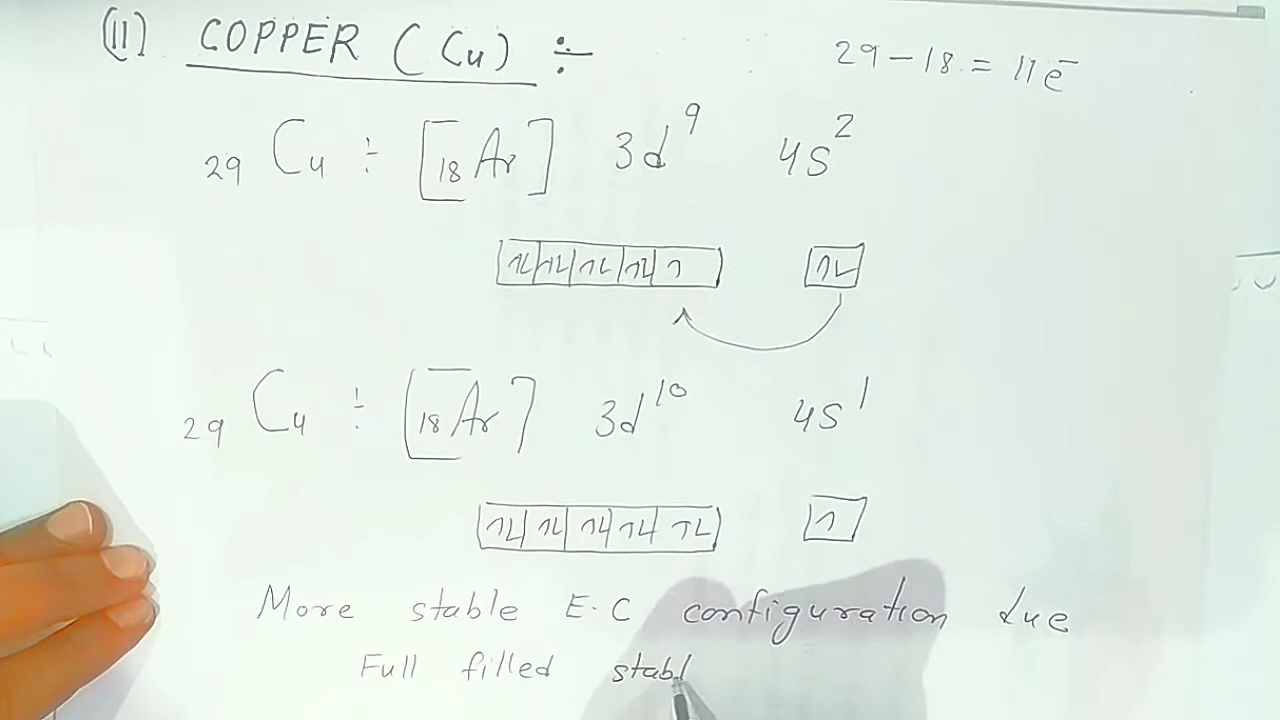 (II) COPPER (Cu) ÷ 29 - 18 = 11e⁻
₂₉Cu ÷ [₁₈Ar] 3d⁹ 4s²
₂₉Cu ÷ [₁₈Ar] 3d¹⁰ 4s¹
More stable E.C configuration due
Full filled stabl